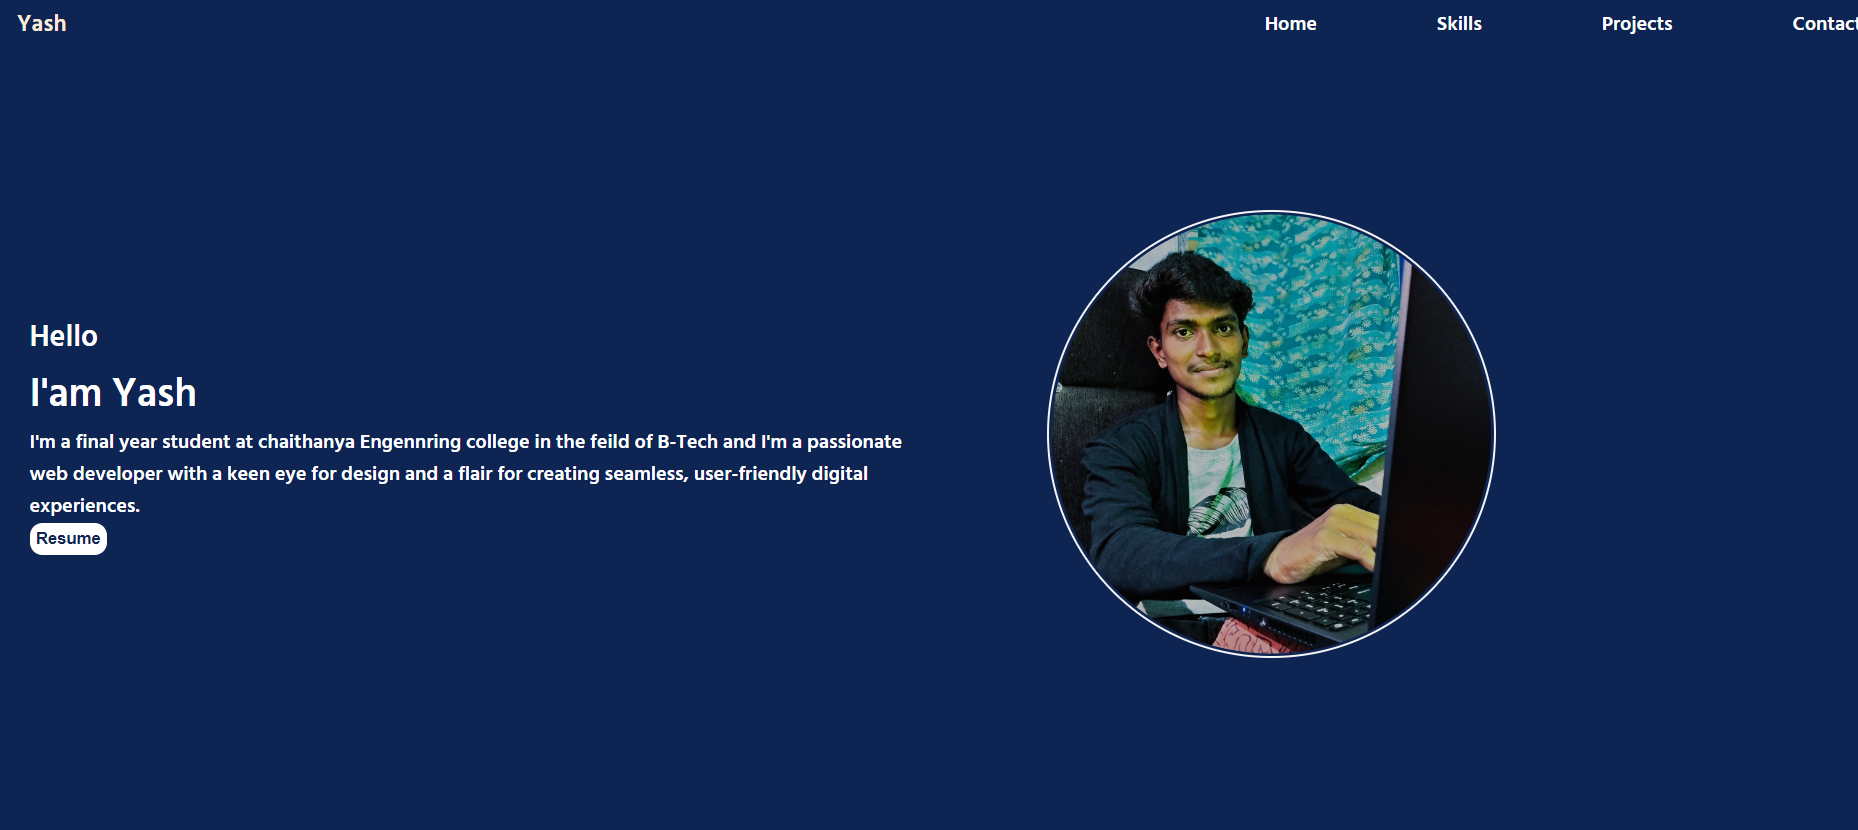 Yash
Home Skills Projects Contact
Hello
I'am Yash
I'm a final year student at chaithanya Engennring college in the feild of B-Tech and I'm a passionate
web developer with a keen eye for design and a flair for creating seamless, user-friendly digital
experiences.
Resume